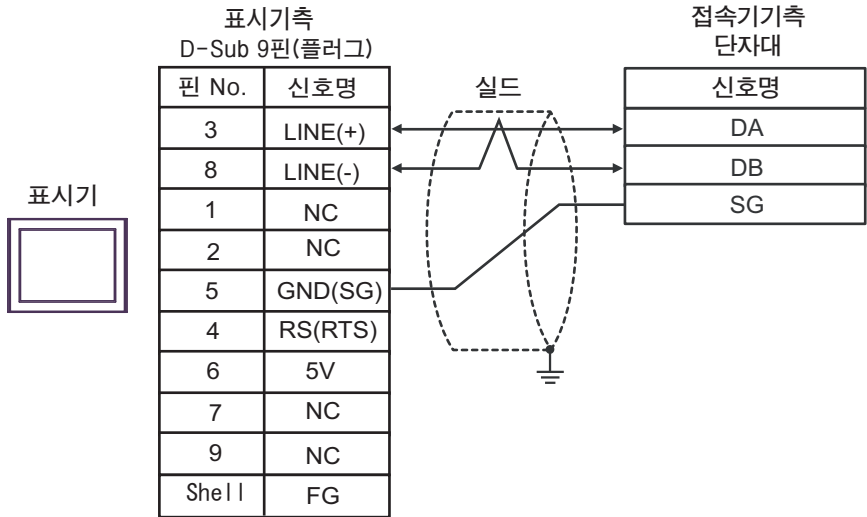 표시기측
D-Sub 9핀(플러그)
접속기기측
단자대
핀 No. 신호명 실드 신호명
3 LINE(+) DA
8 LINE(-) DB
표시기
1 NC SG
2 NC
5 GND(SG)
4 RS(RTS)
6 5V
7 NC
9 NC
Shell FG